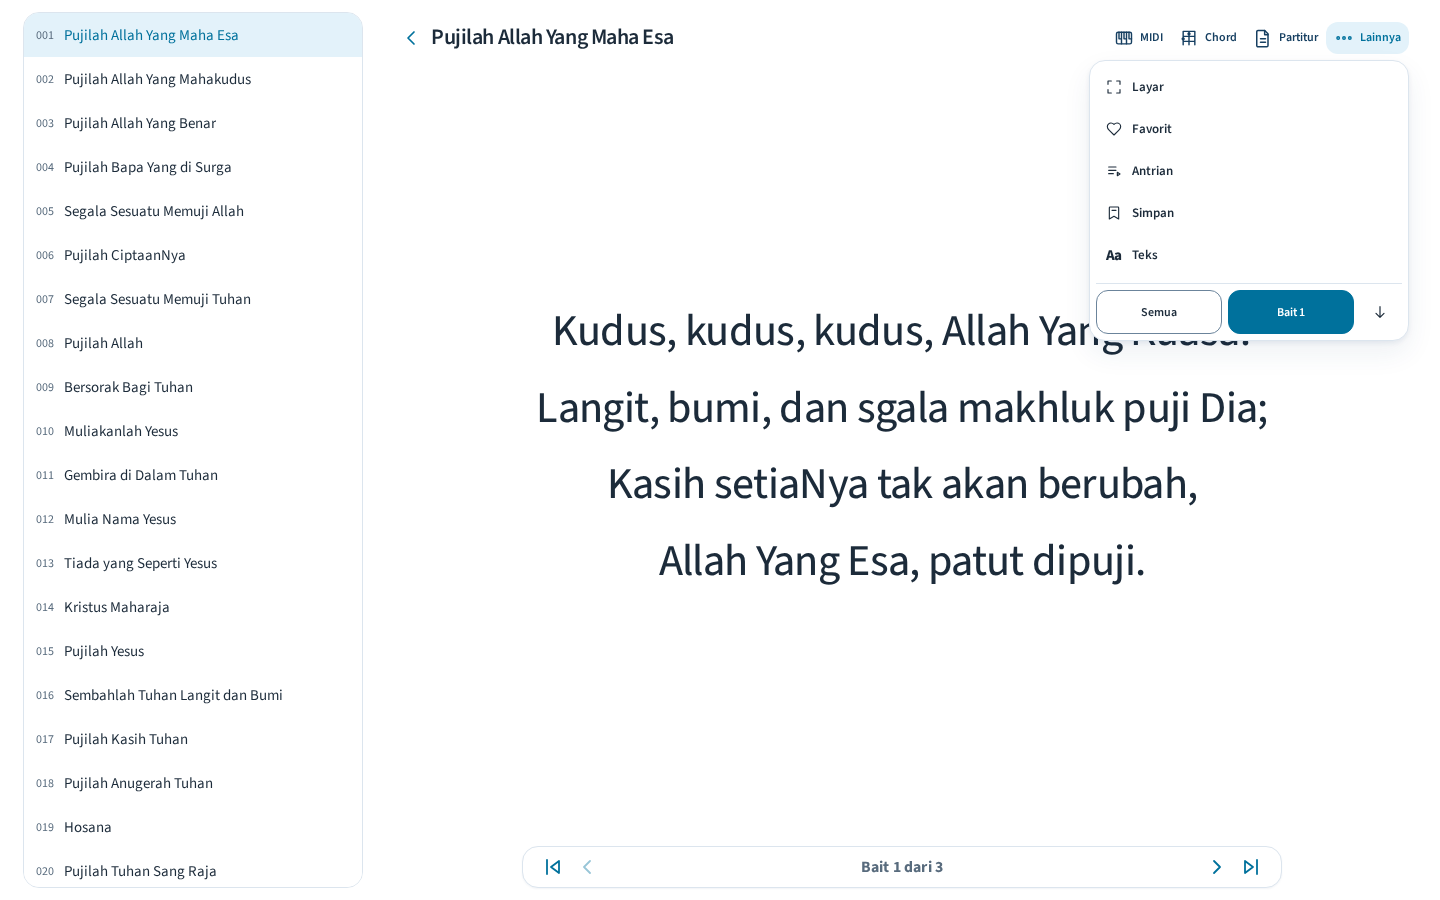 001 Pujilah Allah Yang Maha Esa
002 Pujilah Allah Yang Mahakudus
003 Pujilah Allah Yang Benar
004 Pujilah Bapa Yang di Surga
005 Segala Sesuatu Memuji Allah
006 Pujilah CiptaanNya
007 Segala Sesuatu Memuji Tuhan
008 Pujilah Allah
009 Bersorak Bagi Tuhan
010 Muliakanlah Yesus
011 Gembira di Dalam Tuhan
012 Mulia Nama Yesus
013 Tiada yang Seperti Yesus
014 Kristus Maharaja
015 Pujilah Yesus
016 Sembahlah Tuhan Langit dan Bumi
017 Pujilah Kasih Tuhan
018 Pujilah Anugerah Tuhan
019 Hosana
020 Pujilah Tuhan Sang Raja
Pujilah Allah Yang Maha Esa
MIDI Chord Partitur Lainnya
Layar
Favorit
Antrian
Simpan
Aa Teks
Semua Bait 1
Kudus, kudus, kudus, Allah Yang
Langit, bumi, dan sgala makhluk puji Dia;
Kasih setiaNya tak akan berubah,
Allah Yang Esa, patut dipuji.
Bait 1 dari 3